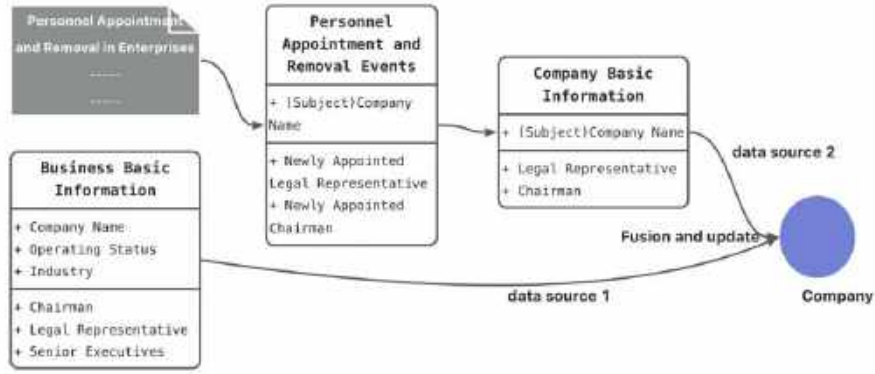 Personnel Appointment
and Removal in Enterprises
-----
-----
Personnel
Appointment and
Removal Events
+ (Subject)Company
Name
+ Newly Appointed
Legal Representative
+ Newly Appointed
Chairman
Company Basic
Information
+ (Subject)Company Name
+ Legal Representative
+ Chairman
data source 2
Business Basic
Information
+ Company Name
+ Operating Status
+ Industry
+ Chairman
+ Legal Representative
+ Senior Executives
Fusion and update
data source 1
Company